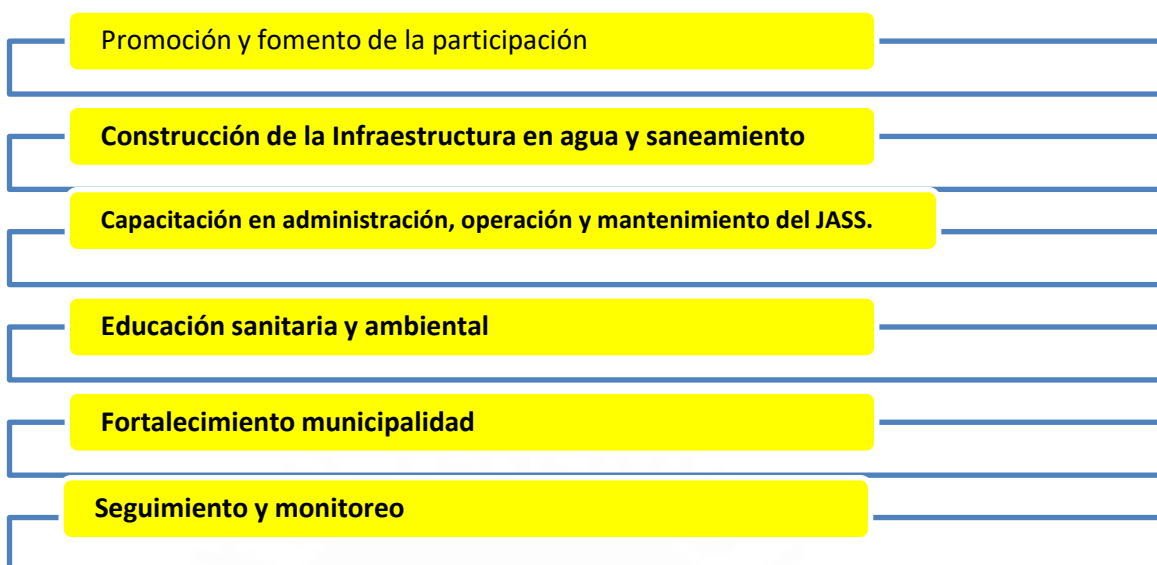 Promoción y fomento de la participación
Construcción de la Infraestructura en agua y saneamiento
Capacitación en administración, operación y mantenimiento del JASS.
Educación sanitaria y ambiental
Fortalecimiento municipalidad
Seguimiento y monitoreo